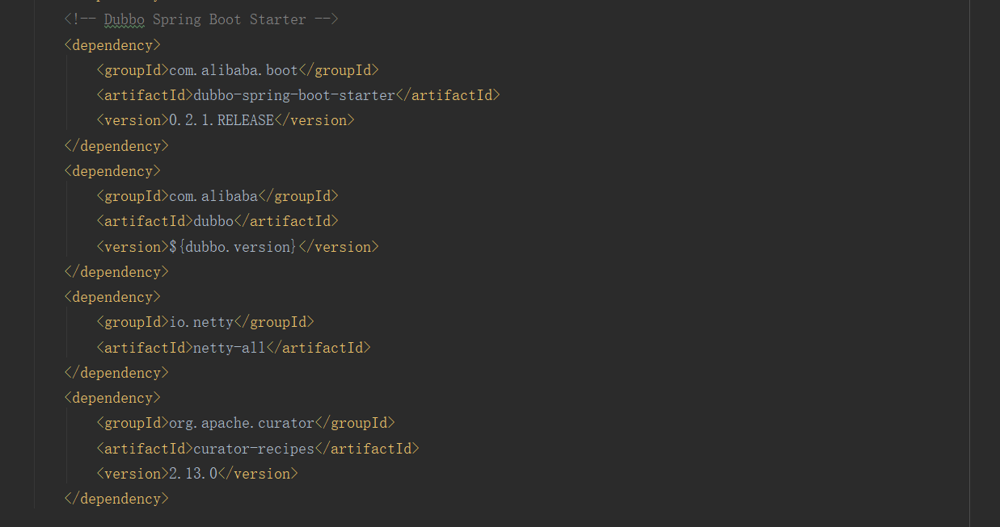 <!-- Dubbo Spring Boot Starter -->
<dependency>
<groupId>com.alibaba.boot</groupId>
<artifactId>dubbo-spring-boot-starter</artifactId>
<version>0.2.1.RELEASE</version>
</dependency>
<dependency>
<groupId>com.alibaba</groupId>
<artifactId>dubbo</artifactId>
<version>${dubbo.version}</version>
</dependency>
<dependency>
<groupId>io.netty</groupId>
<artifactId>netty-all</artifactId>
</dependency>
<dependency>
<groupId>org.apache.curator</groupId>
<artifactId>curator-recipes</artifactId>
<version>2.13.0</version>
</dependency>